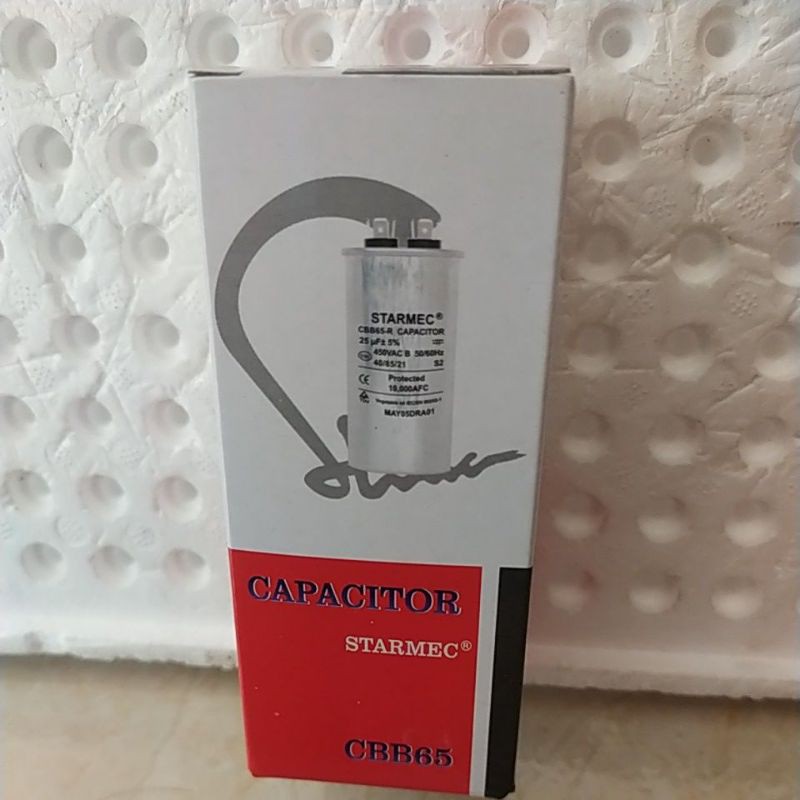 STARMEC®
CBB65-R CAPACITOR
25 µF± 5%
450VAC B 50/60Hz
40/85/21 S2
CE Protected
10,000AFC
MAY05DRA01
CAPACITOR
STARMEC®
CBB65